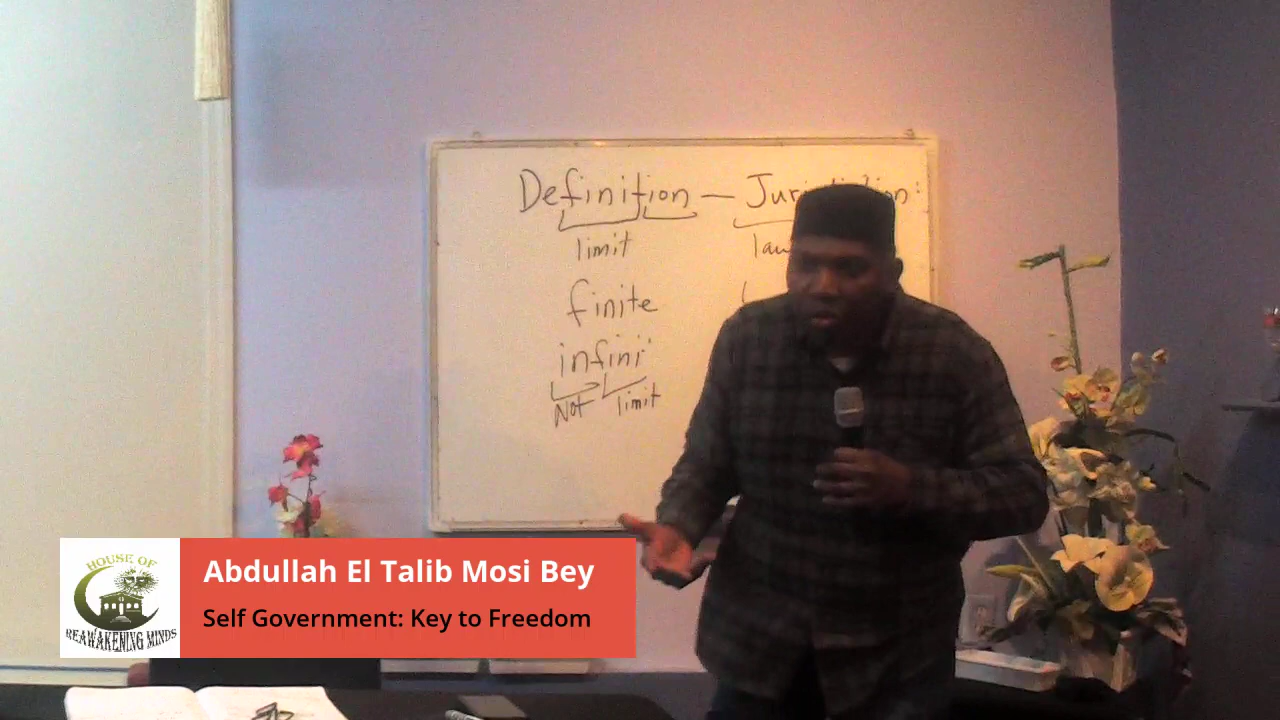 Definition —
limit
law
finite
infini
Not limit
HOUSE OF
REAWAKENING MINDS
Abdullah El Talib Mosi Bey
Self Government: Key to Freedom